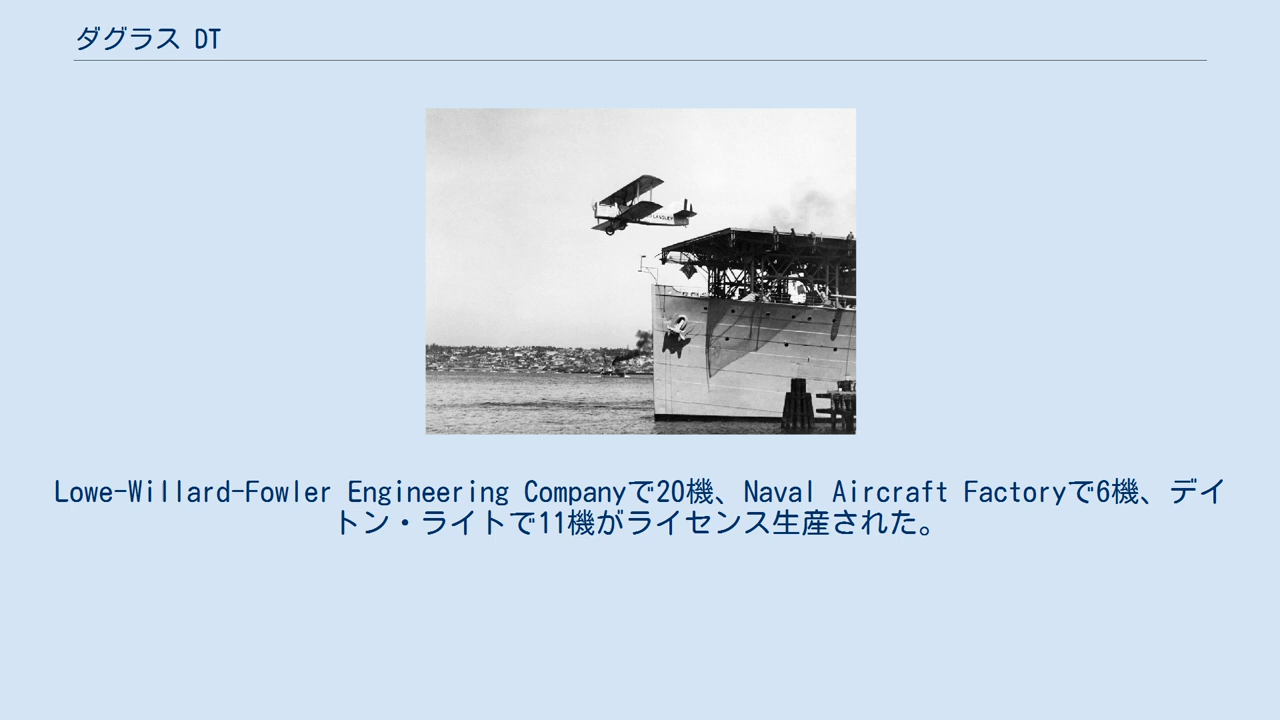 ダグラス DT
LANGLEY
Lowe-Willard-Fowler Engineering Companyで20機、Naval Aircraft Factoryで6機、デイ
トン・ライトで11機がライセンス生産された。